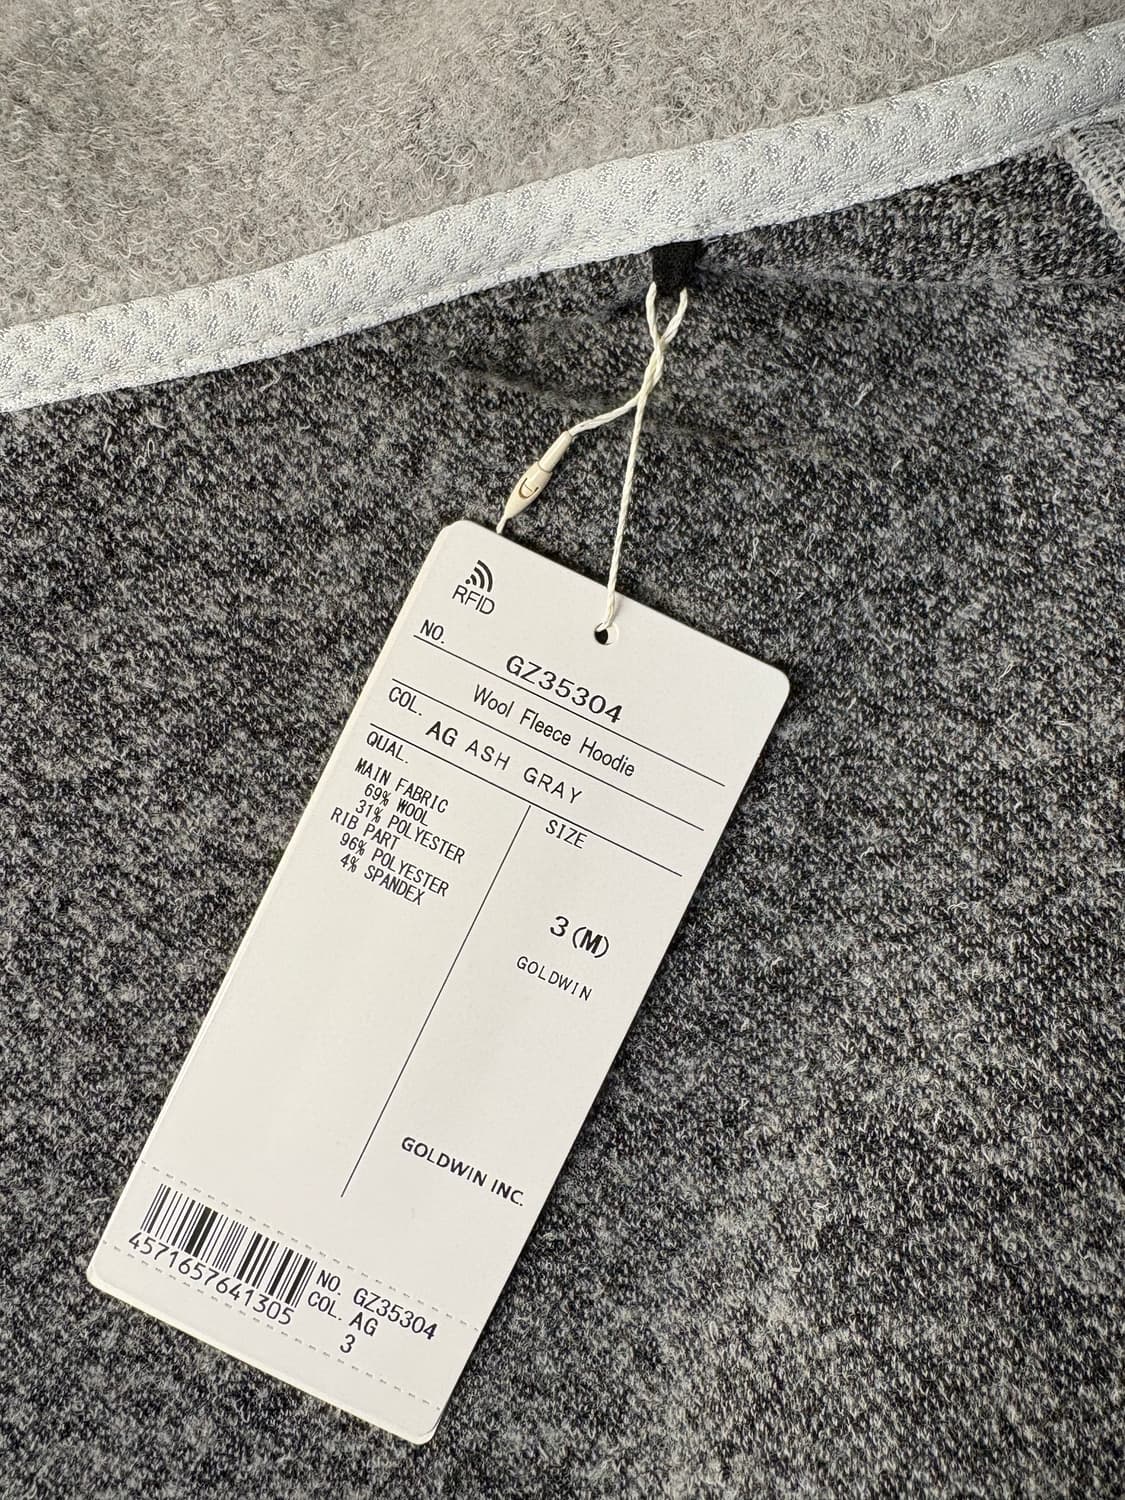 RFID
NO.
GZ35304
Wool Fleece Hoodie
COL.
AG ASH GRAY
QUAL.
MAIN FABRIC
69% WOOL
31% POLYESTER
RIB PART
96% POLYESTER
4% SPANDEX
SIZE
3(M)
GOLDWIN
GOLDWIN INC.
4571657641305
NO. GZ35304
COL. AG
3